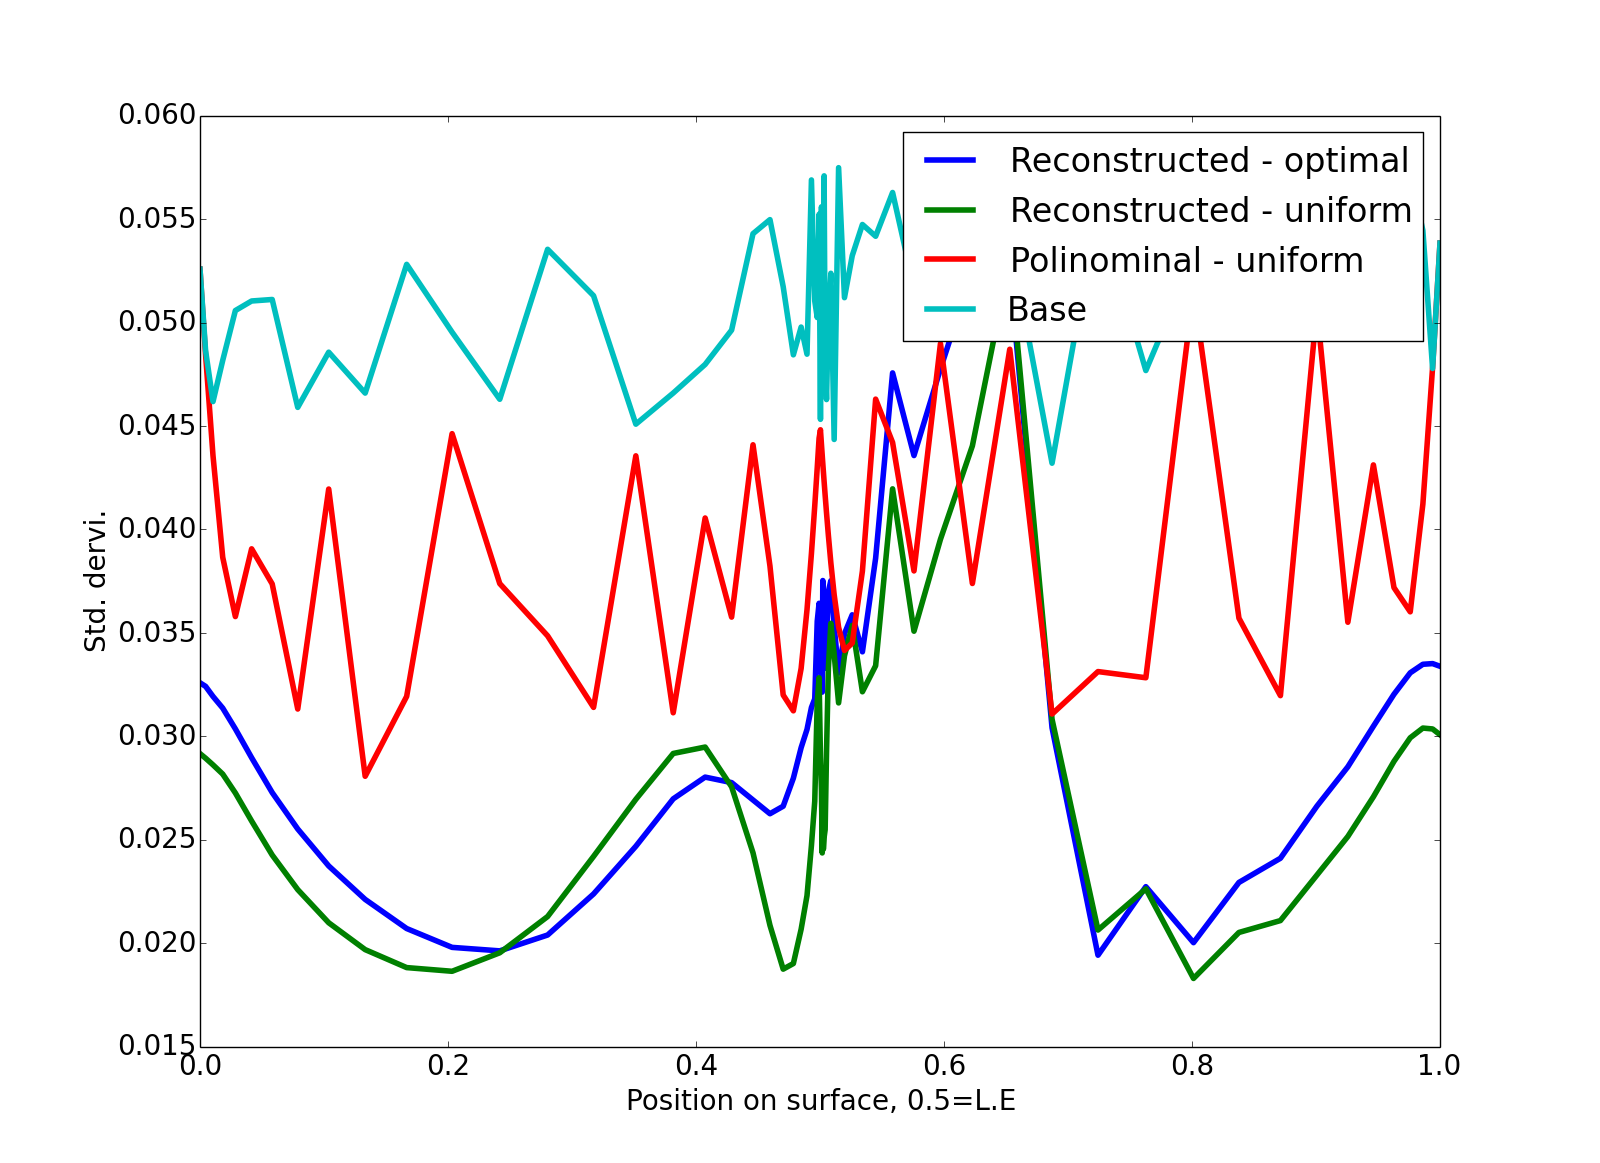 0.060
0.055
0.050
0.045
0.040
0.035
0.030
0.025
0.020
0.015
Std. dervi.
Reconstructed - optimal
Reconstructed - uniform
Polinominal - uniform
Base
0.0 0.2 0.4 0.6 0.8 1.0
Position on surface, 0.5=L.E